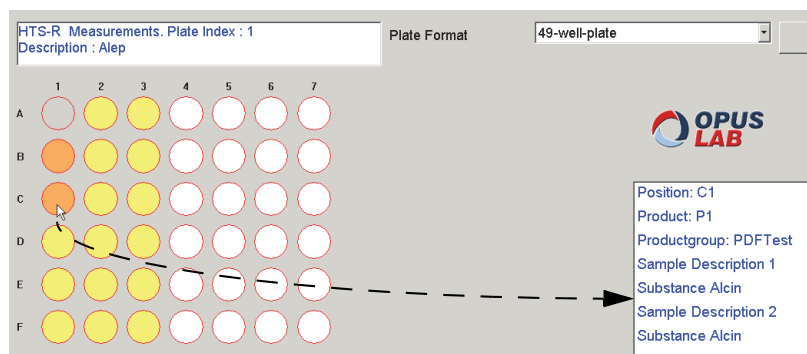 HTS-R Measurements. Plate Index : 1
Description : Alep
Plate Format
49-well-plate
1 2 3 4 5 6 7
A
B
C
D
E
F
OPUS
LAB
Position: C1
Product: P1
Productgroup: PDFTest
Sample Description 1
Substance Alcin
Sample Description 2
Substance Alcin